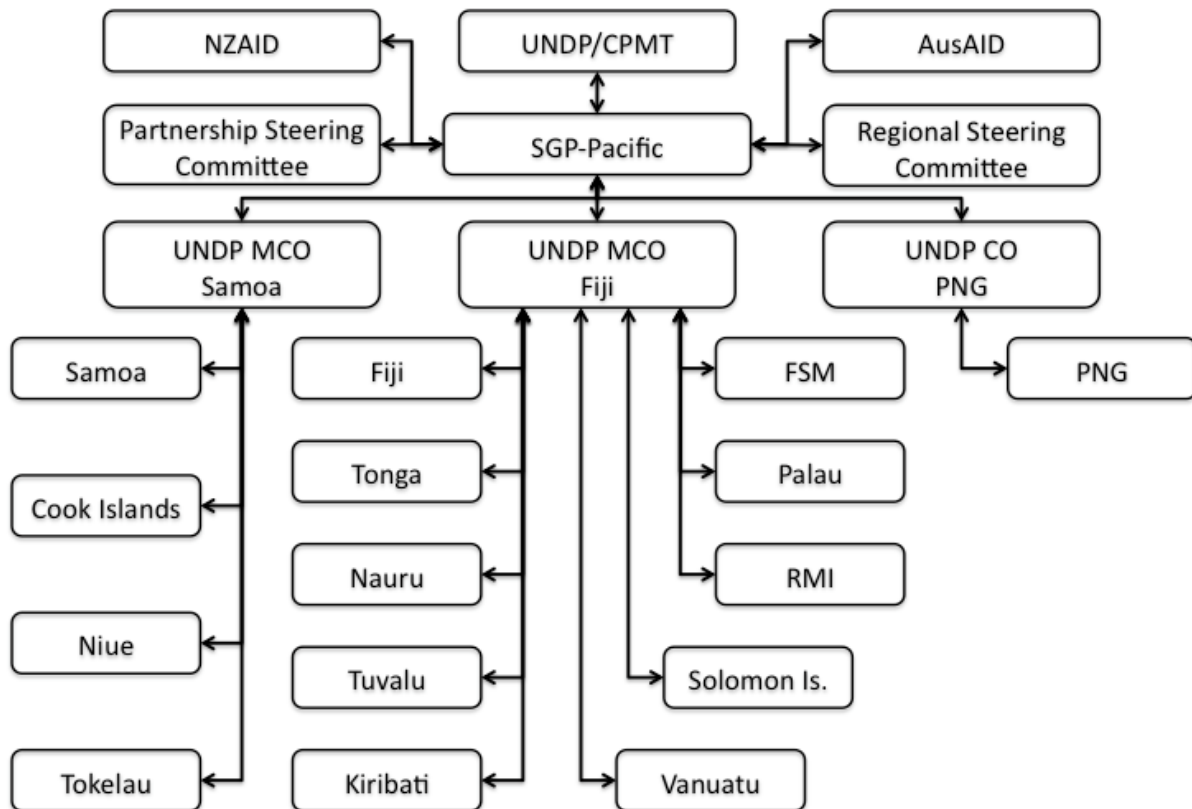 NZAID
UNDP/CPMT
AusAID
Partnership Steering
Committee
SGP-Pacific
Regional Steering
Committee
UNDP MCO
Samoa
UNDP MCO
Fiji
UNDP CO
PNG
Samoa
Fiji
FSM
PNG
Cook Islands
Tonga
Palau
Nauru
RMI
Niue
Tuvalu
Solomon Is.
Tokelau
Kiribati
Vanuatu